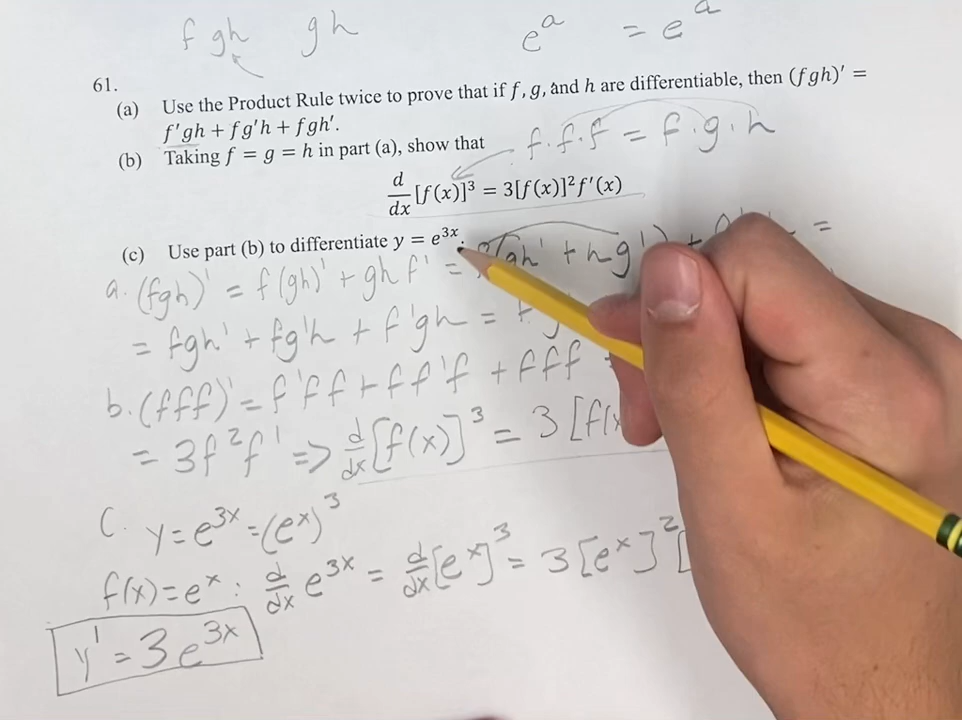 f gh gh e^a = e^a
61.
(a) Use the Product Rule twice to prove that if f, g, and h are differentiable, then (fgh)′ =
f′gh + fg′h + fgh′.
(b) Taking f = g = h in part (a), show that
f·f·f = f·g·h
d/dx [f(x)]³ = 3[f(x)]²f′(x)
(c) Use part (b) to differentiate y = e^3x.
a. (fgh)' = f(gh)' + ghf' = (gh' + hg') + =
= fgh' + fg'h + f'gh =
b. (fff)' = f'ff + ff'f + fff
= 3f²f' => d/dx [f(x)]³ = 3 [f(x
C. y = e^3x = (e^x)³
f(x) = e^x : d/dx e^3x = d/dx [e^x]³ = 3 [e^x]² [
y' = 3e^3x